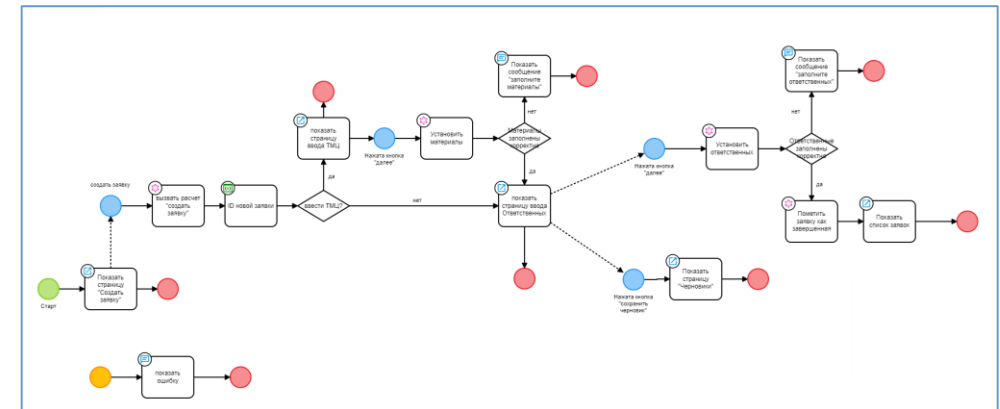 Старт
Показать
страницу
"Создать
заявку"
создать заявку
вызвать расчет
"создать
заявку"
ID новой заявки
ввести ТМЦ?
да
нет
показать
страницу
ввода ТМЦ
Нажата кнопка
"далее"
Установить
материалы
Материалы
заполнены
корректно
нет
да
Показать
сообщение
"заполните
материалы"
показать
страницу ввода
Ответственных
Нажата кнопка
"далее"
Установить
ответственных
Ответственные
заполнены
корректно
нет
да
Показать
сообщение
"заполните
ответственных"
Пометить
заявку как
завершенная
Показать
список заявок
Нажата кнопка
"сохранить
черновик"
Показать
страницу
"Черновики"
показать
ошибку